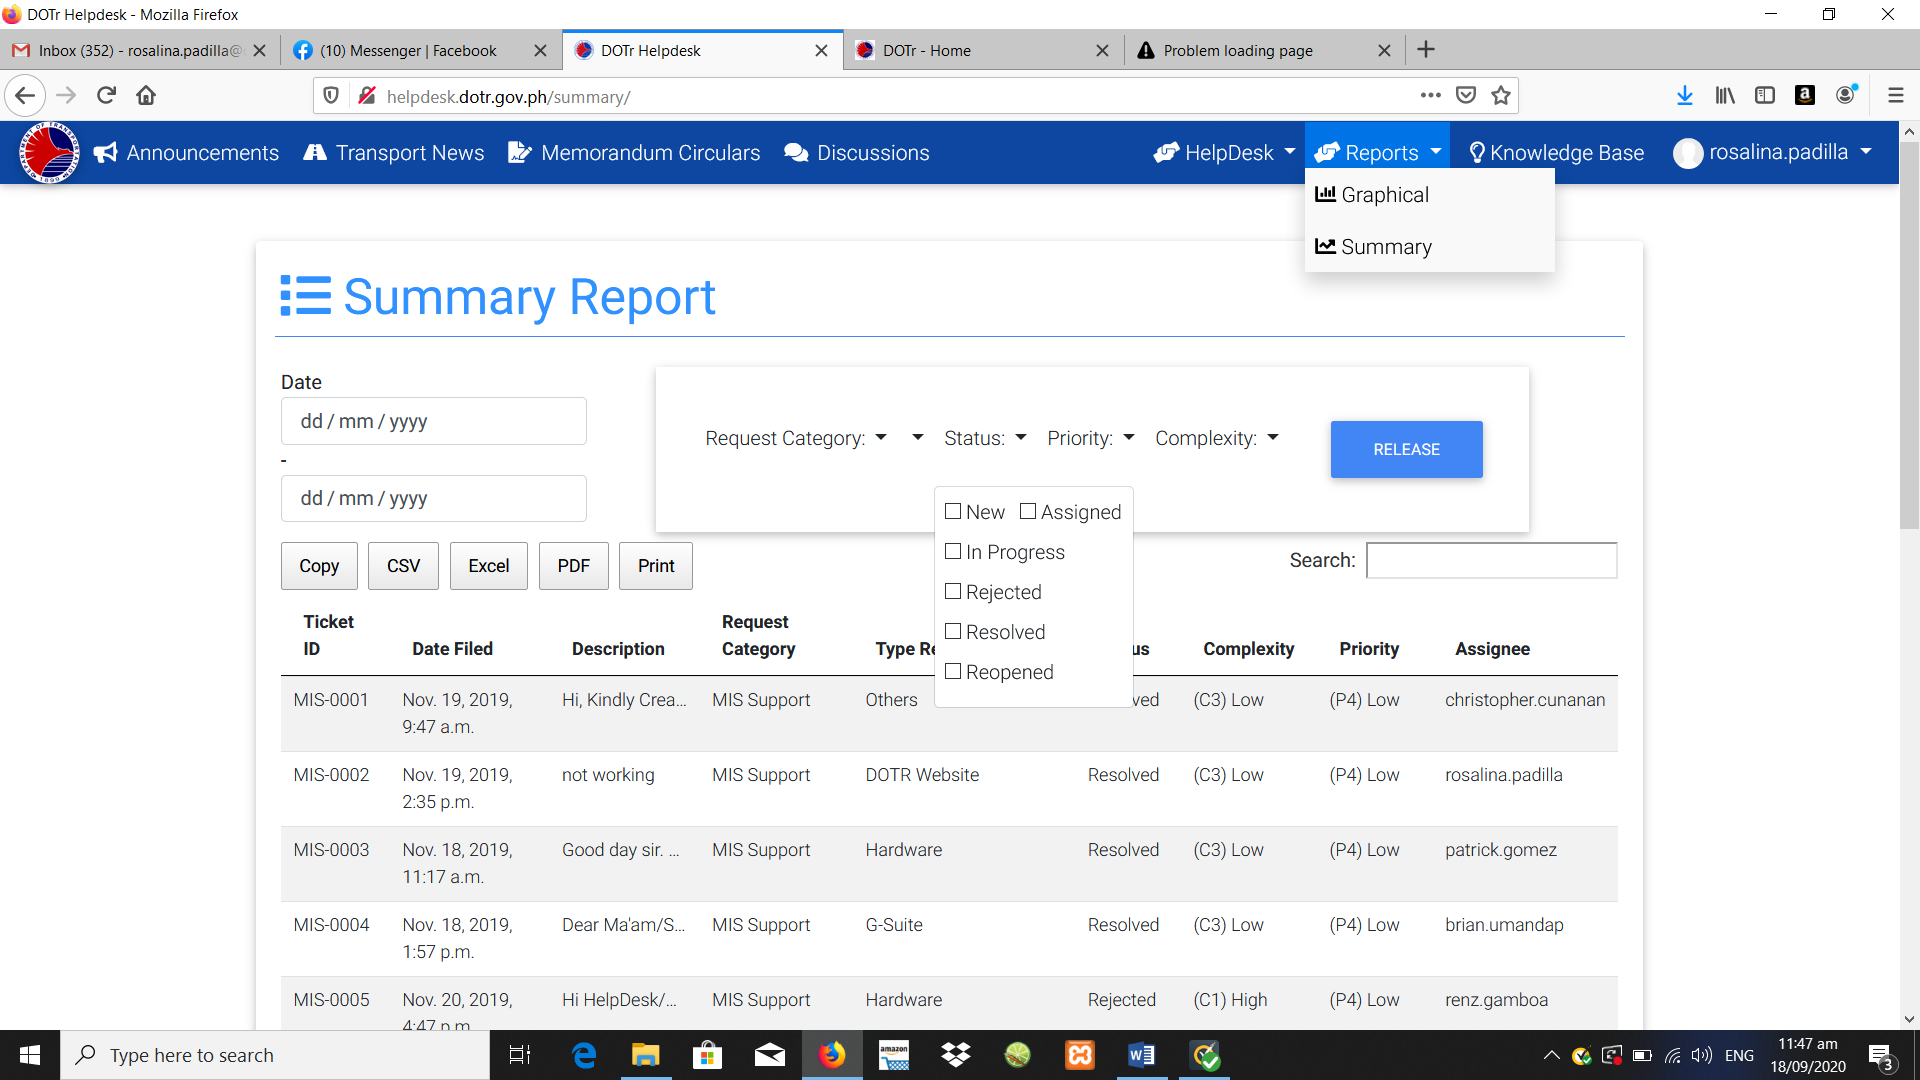 DOTr Helpdesk - Mozilla Firefox
Inbox (352) - rosalina.padilla@
(10) Messenger | Facebook
DOTr Helpdesk
DOTr - Home
Problem loading page
helpdesk.dotr.gov.ph/summary/
Announcements
Transport News
Memorandum Circulars
Discussions
HelpDesk
Reports
Knowledge Base
rosalina.padilla
Graphical
Summary
Summary Report
Date
dd / mm / yyyy
-
dd / mm / yyyy
Request Category:
Status:
Priority:
Complexity:
RELEASE
New Assigned
In Progress
Rejected
Resolved
Reopened
Copy CSV Excel PDF Print
Search:
Ticket ID Date Filed Description Request Category Type Re us Complexity Priority Assignee
MIS-0001 Nov. 19, 2019, 9:47 a.m. Hi, Kindly Crea... MIS Support Others ved (C3) Low (P4) Low christopher.cunanan
MIS-0002 Nov. 19, 2019, 2:35 p.m. not working MIS Support DOTR Website Resolved (C3) Low (P4) Low rosalina.padilla
MIS-0003 Nov. 18, 2019, 11:17 a.m. Good day sir. ... MIS Support Hardware Resolved (C3) Low (P4) Low patrick.gomez
MIS-0004 Nov. 18, 2019, 1:57 p.m. Dear Ma'am/S... MIS Support G-Suite Resolved (C3) Low (P4) Low brian.umandap
MIS-0005 Nov. 20, 2019, 4:47 p.m. Hi HelpDesk/... MIS Support Hardware Rejected (C1) High (P4) Low renz.gamboa
Type here to search
amazon
ENG
11:47 am
18/09/2020
3